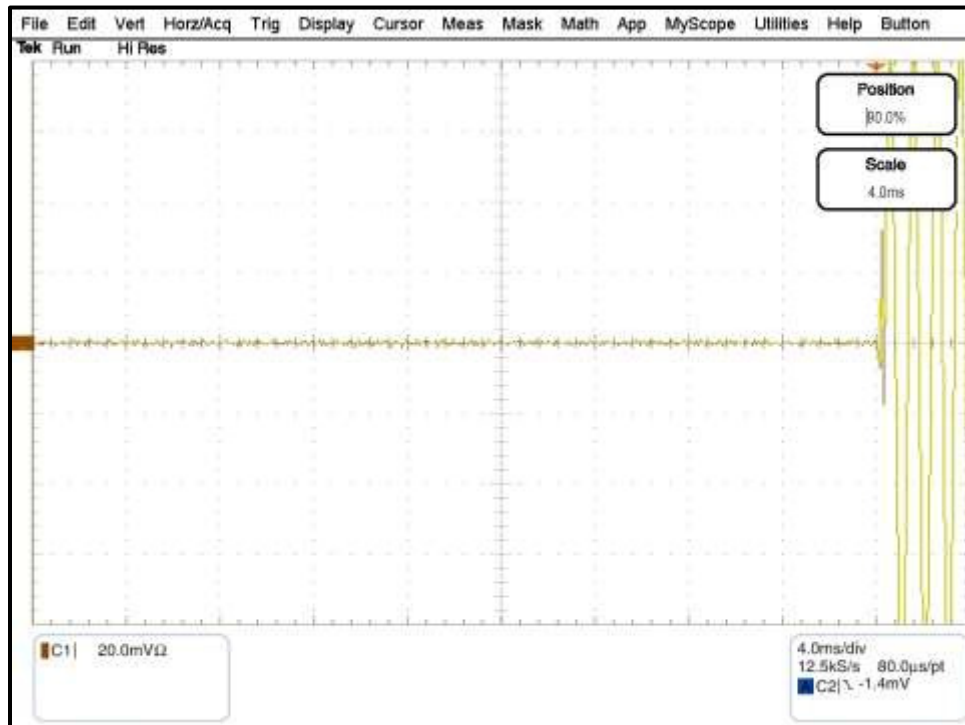 File Edit Vert Horz/Acq Trig Display Cursor Meas Mask Math App MyScope Utilities Help Button
Tek Run Hi Res
Position
90.0%
Scale
4.0ms
C1 20.0mVΩ
4.0ms/div
12.5kS/s 80.0µs/pt
A C2 -1.4mV